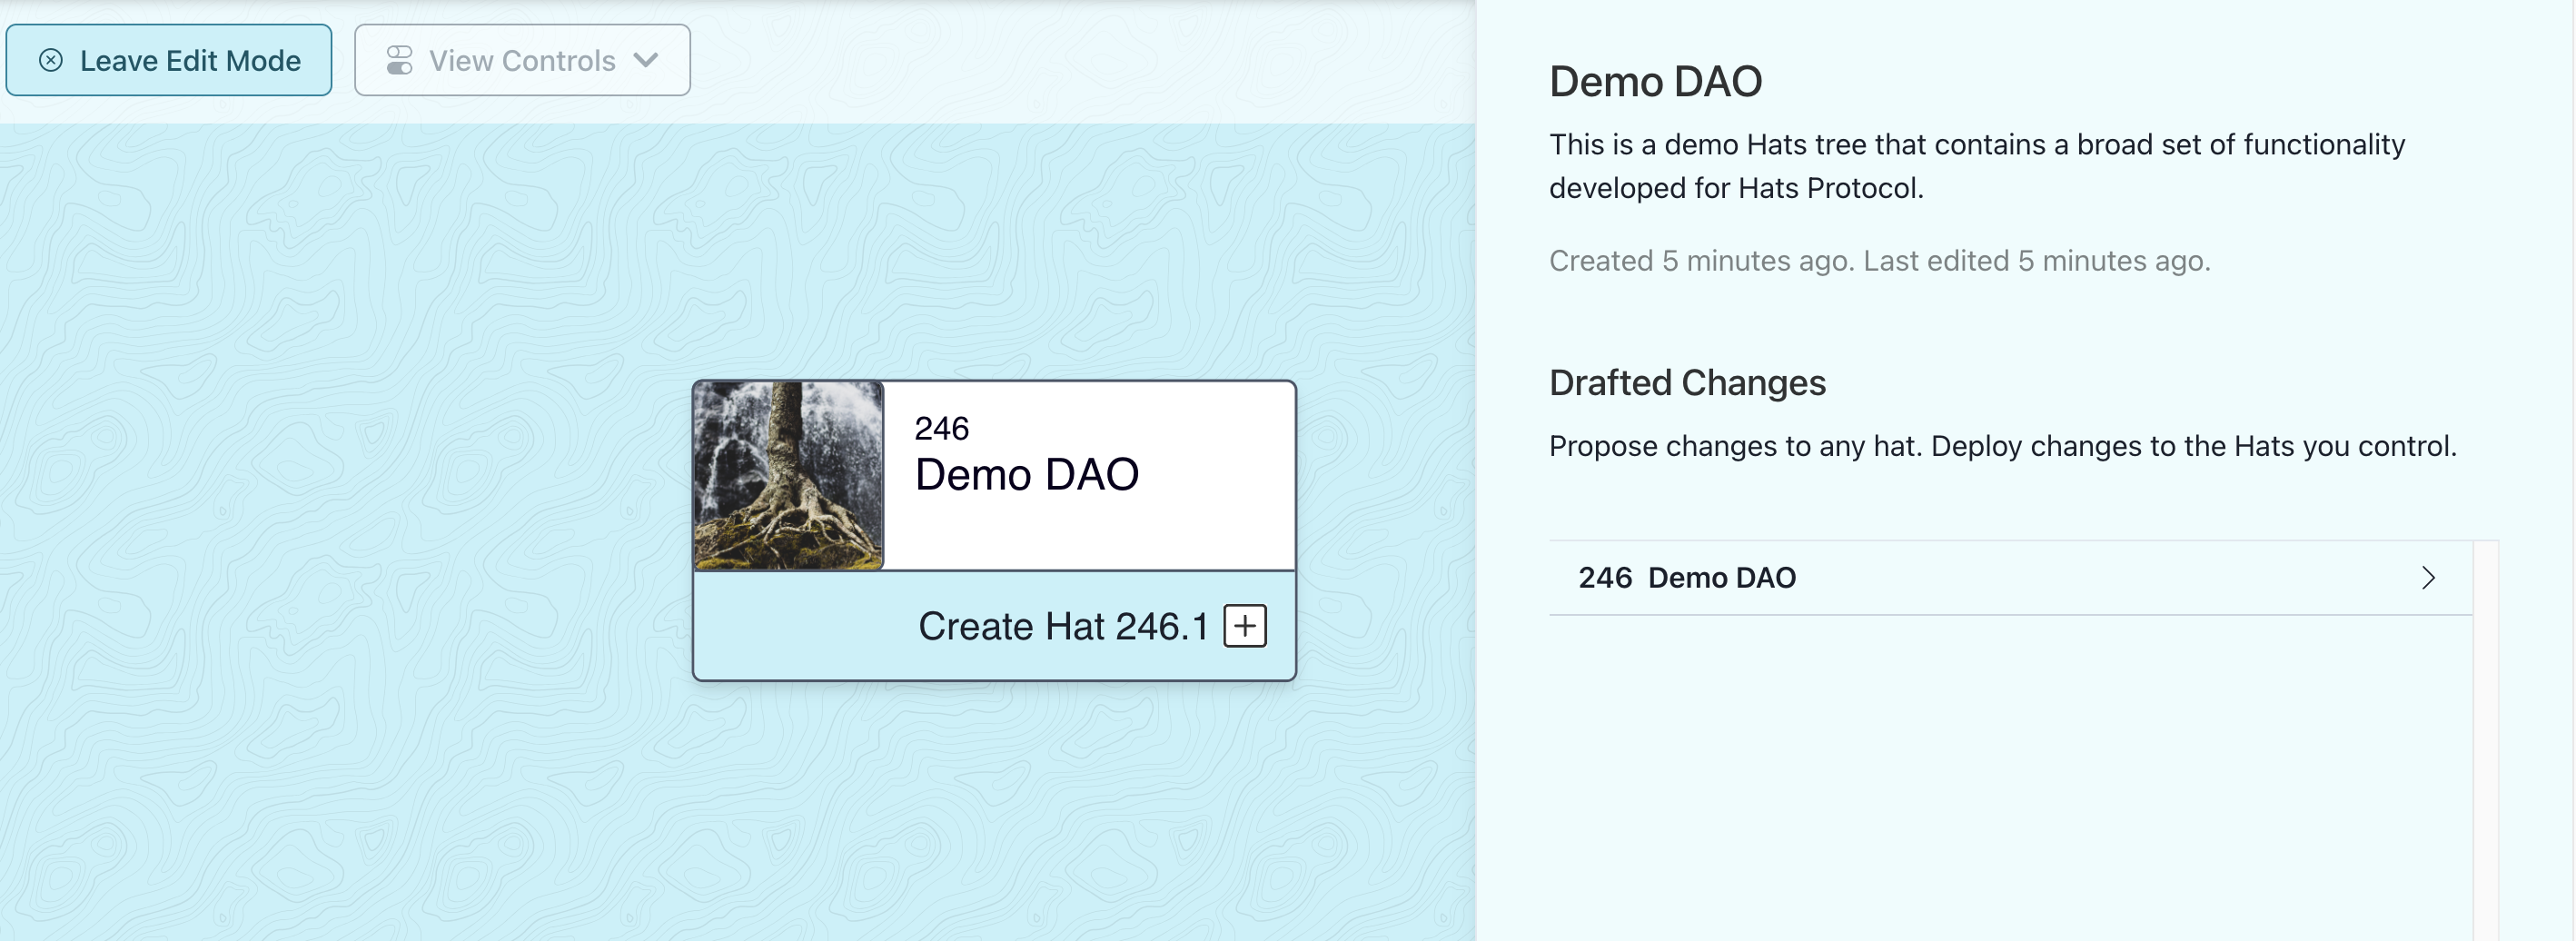 Leave Edit Mode
View Controls
246
Demo DAO
Create Hat 246.1
Demo DAO
This is a demo Hats tree that contains a broad set of functionality
developed for Hats Protocol.
Created 5 minutes ago. Last edited 5 minutes ago.
Drafted Changes
Propose changes to any hat. Deploy changes to the Hats you control.
246 Demo DAO